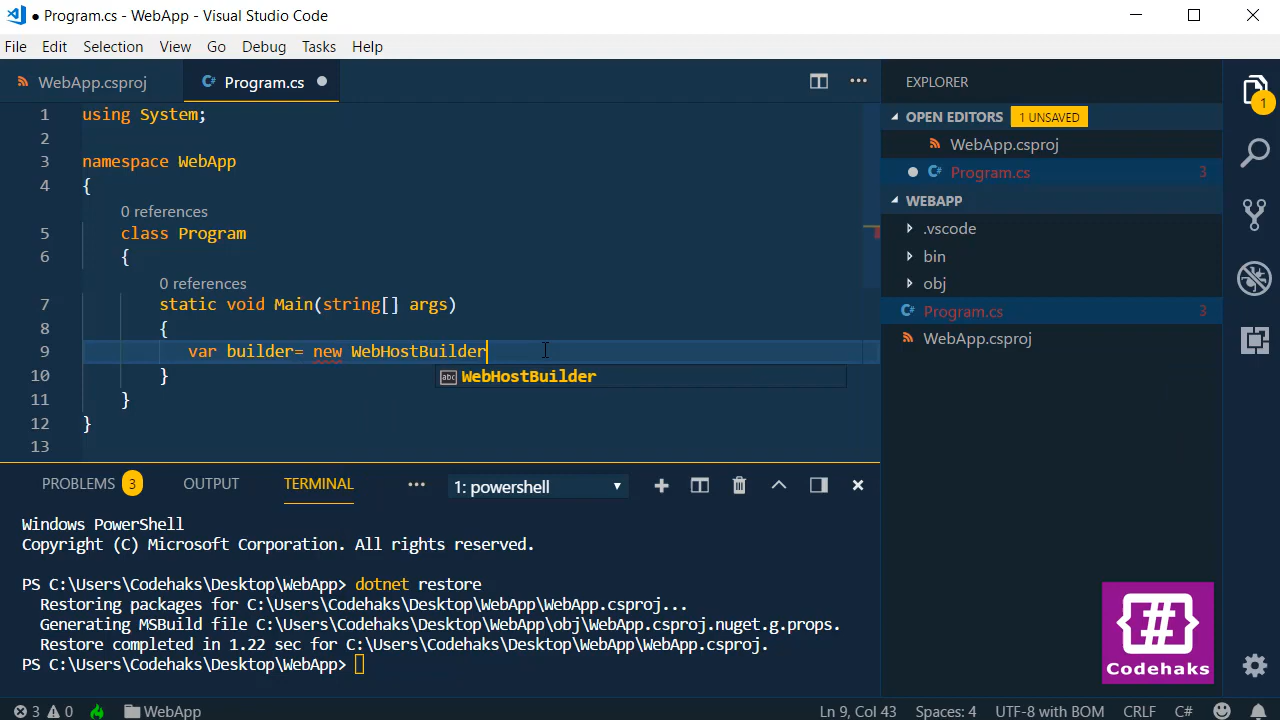 ● Program.cs - WebApp - Visual Studio Code
File Edit Selection View Go Debug Tasks Help
WebApp.csproj C# Program.cs ●
1 using System;
2
3 namespace WebApp
4 {
0 references
5 class Program
6 {
0 references
7 static void Main(string[] args)
8 {
9 var builder= new WebHostBuilder
10 }
abc WebHostBuilder
11 }
12 }
13
EXPLORER
OPEN EDITORS 1 UNSAVED
WebApp.csproj
● C# Program.cs 3
WEBAPP
.vscode
bin
obj
C# Program.cs 3
WebApp.csproj
1
PROBLEMS 3 OUTPUT TERMINAL ··· 1: powershell
Windows PowerShell
Copyright (C) Microsoft Corporation. All rights reserved.
PS C:\Users\Codehaks\Desktop\WebApp> dotnet restore
Restoring packages for C:\Users\Codehaks\Desktop\WebApp\WebApp.csproj...
Generating MSBuild file C:\Users\Codehaks\Desktop\WebApp\obj\WebApp.csproj.nuget.g.props.
Restore completed in 1.22 sec for C:\Users\Codehaks\Desktop\WebApp\WebApp.csproj.
PS C:\Users\Codehaks\Desktop\WebApp>
{#}
Codehaks
3 0 WebApp Ln 9, Col 43 Spaces: 4 UTF-8 with BOM CRLF C#